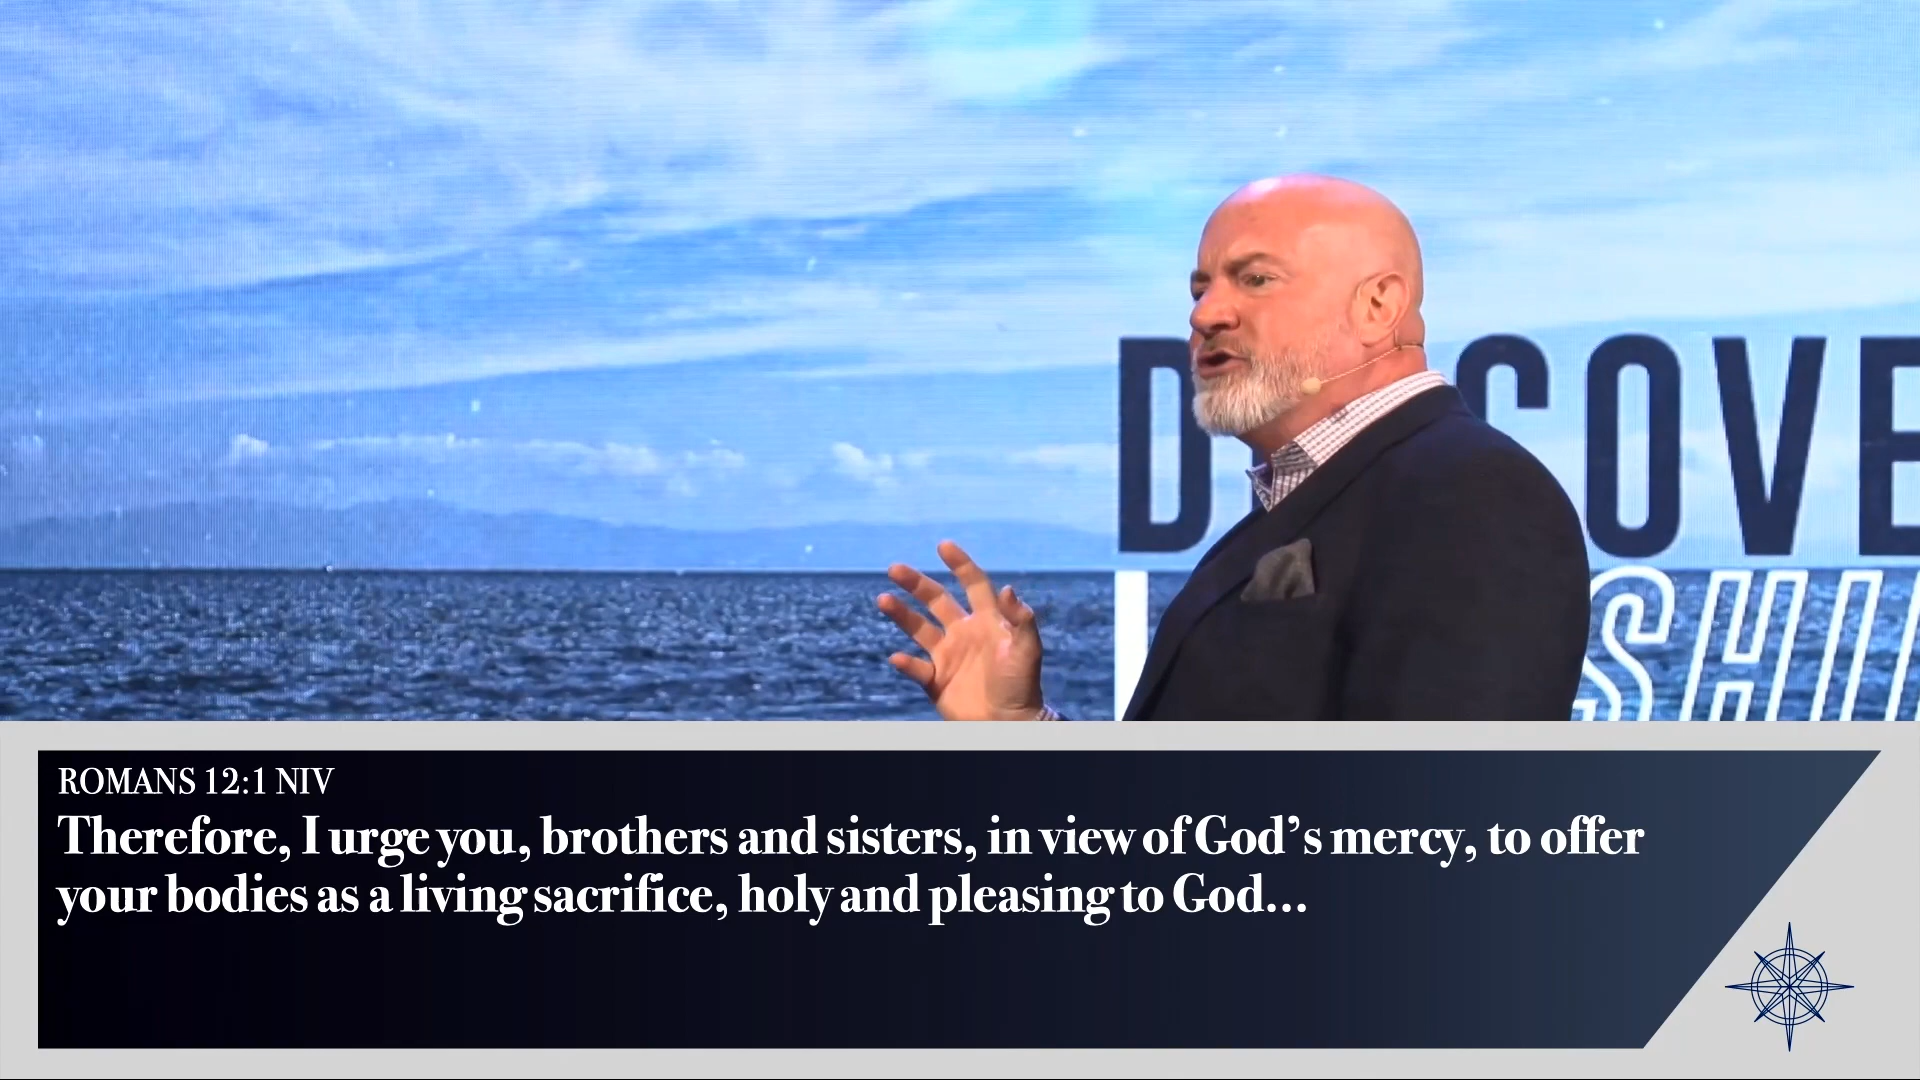 ROMANS 12:1 NIV
Therefore, I urge you, brothers and sisters, in view of God’s mercy, to offer
your bodies as a living sacrifice, holy and pleasing to God...